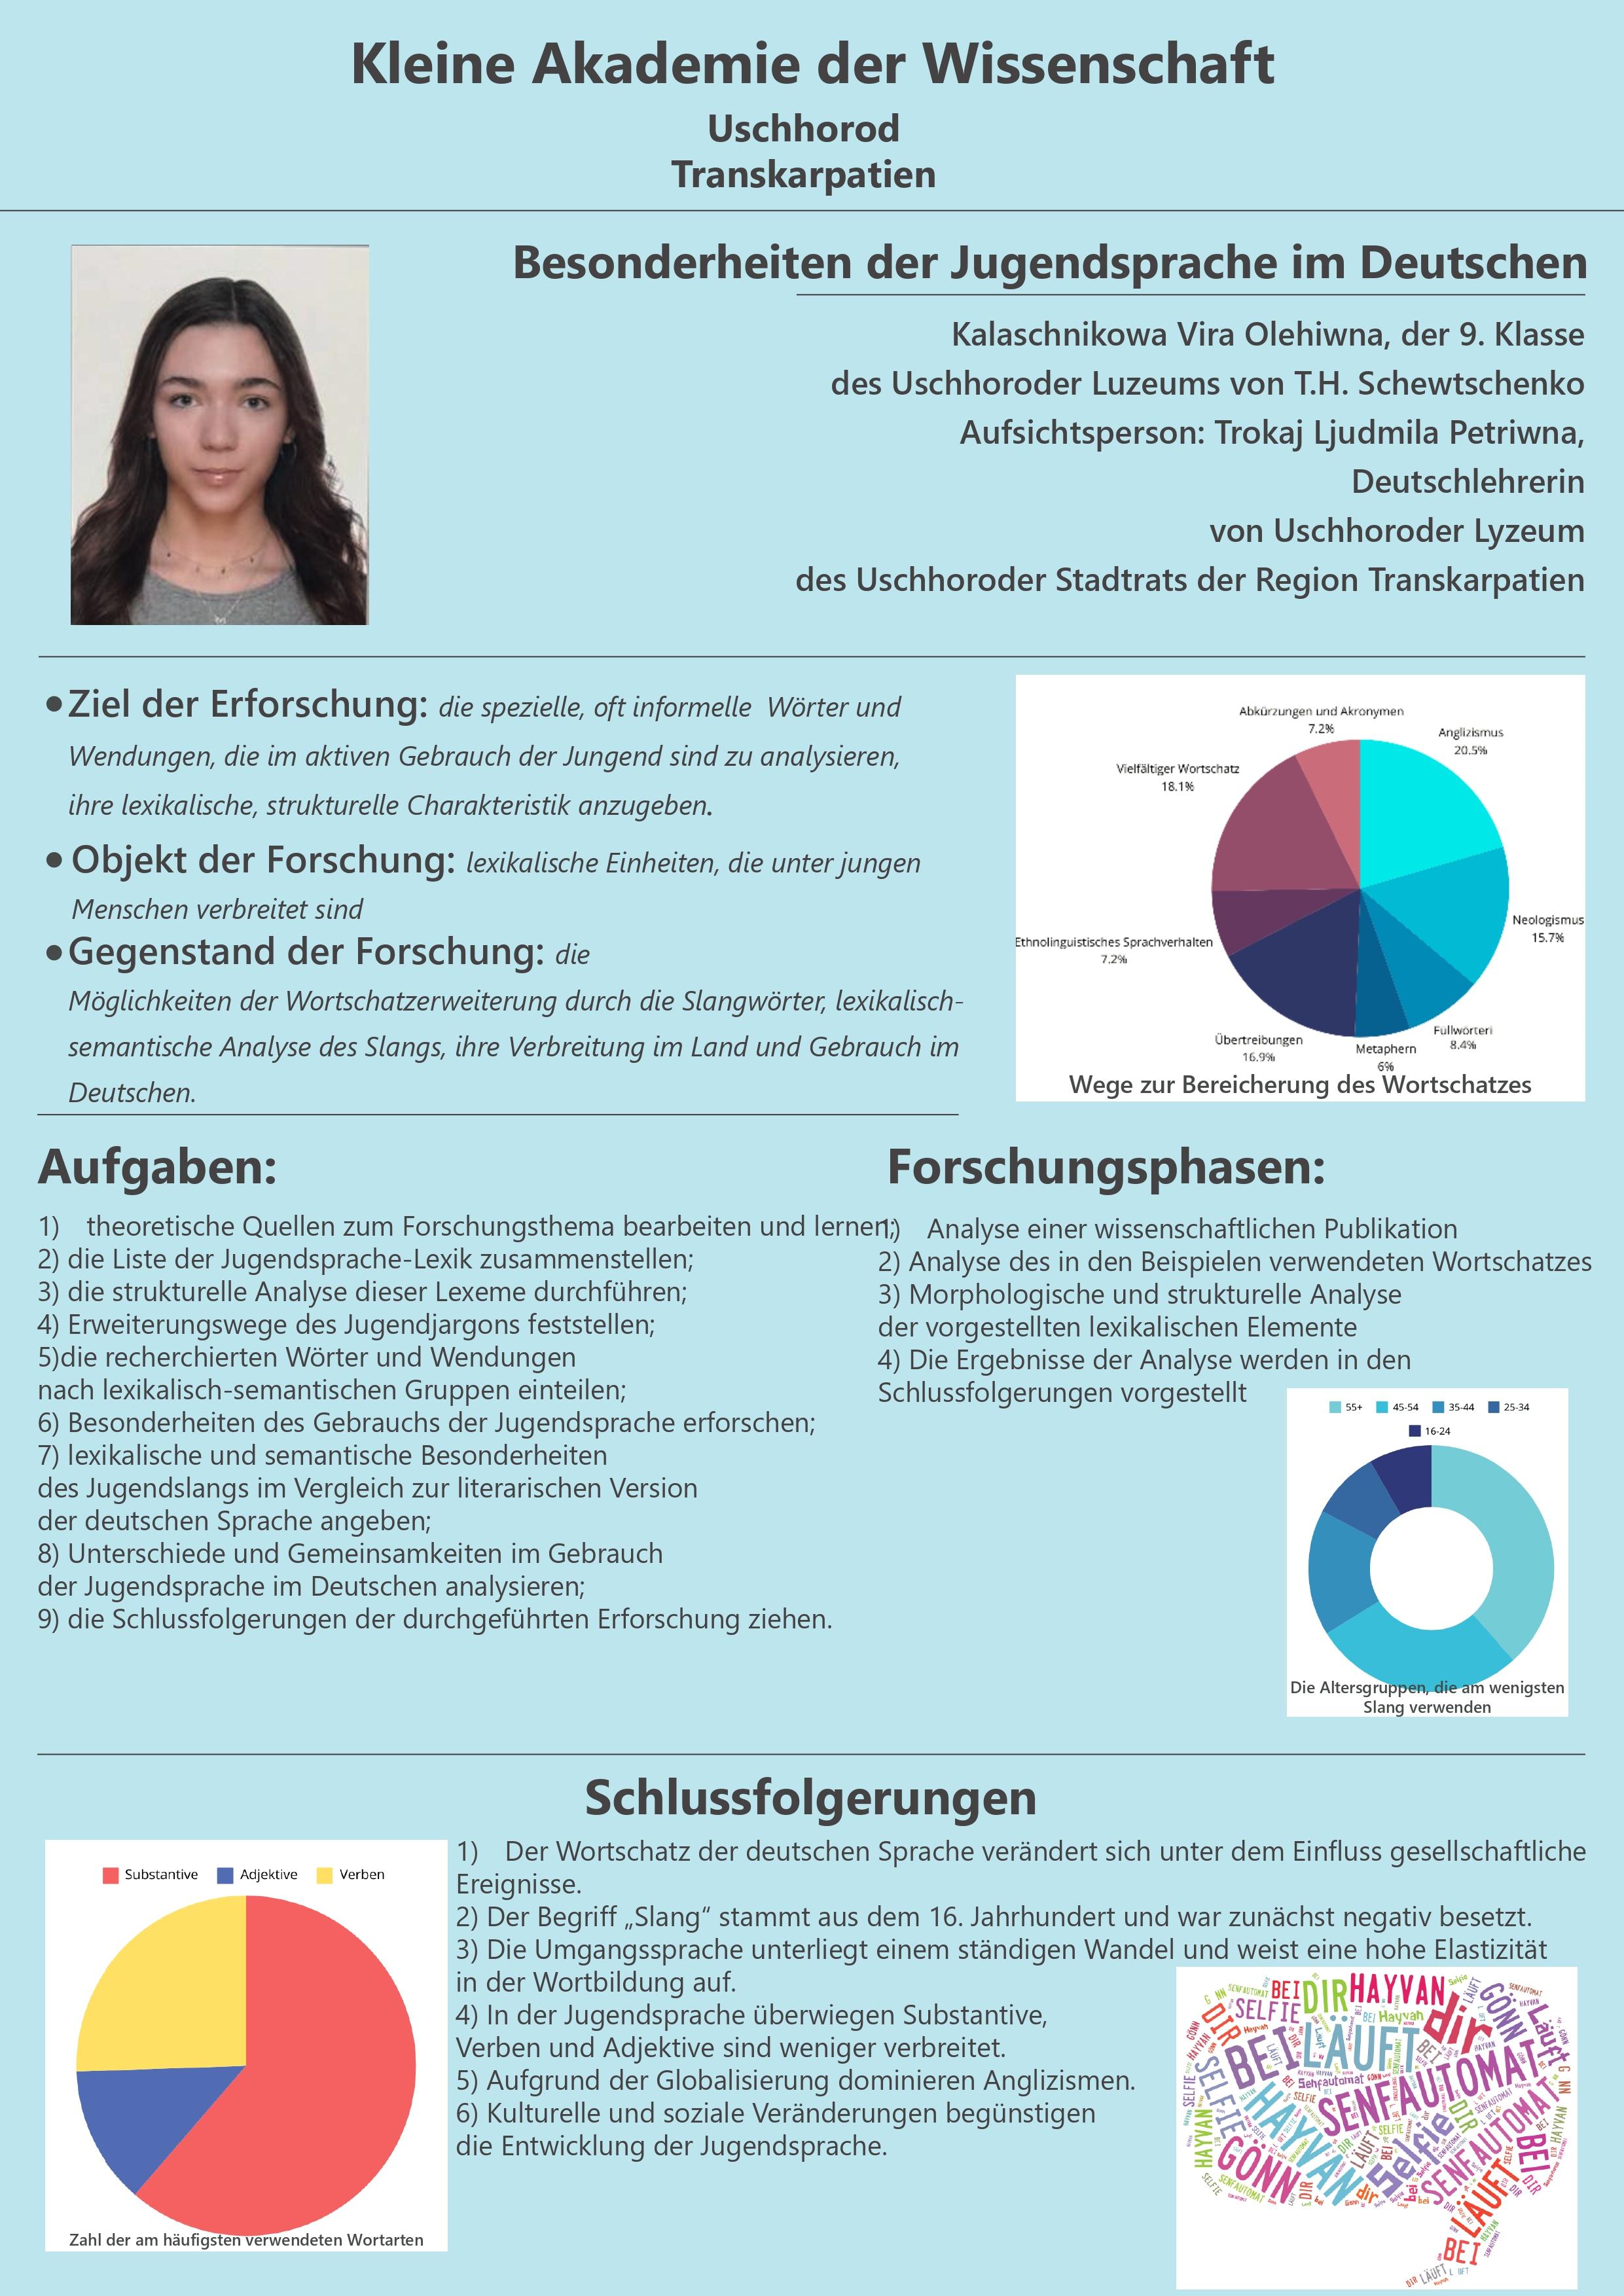 Kleine Akademie der Wissenschaft
Uschhorod
Transkarpatien
Besonderheiten der Jugendsprache im Deutschen
Kalaschnikowa Vira Olehiwna, der 9. Klasse
des Uschhoroder Luzeums von T.H. Schewtschenko
Aufsichtsperson: Trokaj Ljudmila Petriwna,
Deutschlehrerin
von Uschhoroder Lyzeum
des Uschhoroder Stadtrats der Region Transkarpatien
•Ziel der Erforschung: die spezielle, oft informelle Wörter und
Wendungen, die im aktiven Gebrauch der Jungend sind zu analysieren,
ihre lexikalische, strukturelle Charakteristik anzugeben.
• Objekt der Forschung: lexikalische Einheiten, die unter jungen
Menschen verbreitet sind
•Gegenstand der Forschung: die
Möglichkeiten der Wortschatzerweiterung durch die Slangwörter, lexikalisch-
semantische Analyse des Slangs, ihre Verbreitung im Land und Gebrauch im
Deutschen.
Abkürzungen und Akronymen
7.2%
Anglizismus
20.5%
Vielfältiger Wortschatz
18.1%
Neologismus
15.7%
Ethnolinguistisches Sprachverhalten
7.2%
Füllwörteri
8.4%
Übertreibungen
16.9%
Metaphern
6%
Wege zur Bereicherung des Wortschatzes
Aufgaben:
1) theoretische Quellen zum Forschungsthema bearbeiten und lernen;
2) die Liste der Jugendsprache-Lexik zusammenstellen;
3) die strukturelle Analyse dieser Lexeme durchführen;
4) Erweiterungswege des Jugendjargons feststellen;
5)die recherchierten Wörter und Wendungen
nach lexikalisch-semantischen Gruppen einteilen;
6) Besonderheiten des Gebrauchs der Jugendsprache erforschen;
7) lexikalische und semantische Besonderheiten
des Jugendslangs im Vergleich zur literarischen Version
der deutschen Sprache angeben;
8) Unterschiede und Gemeinsamkeiten im Gebrauch
der Jugendsprache im Deutschen analysieren;
9) die Schlussfolgerungen der durchgeführten Erforschung ziehen.
Forschungsphasen:
1) Analyse einer wissenschaftlichen Publikation
2) Analyse des in den Beispielen verwendeten Wortschatzes
3) Morphologische und strukturelle Analyse
der vorgestellten lexikalischen Elemente
4) Die Ergebnisse der Analyse werden in den
Schlussfolgerungen vorgestellt
55+ 45-54 35-44 25-34
16-24
Die Altersgruppen, die am wenigsten
Slang verwenden
Schlussfolgerungen
Substantive Adjektive Verben
Zahl der am häufigsten verwendeten Wortarten
1) Der Wortschatz der deutschen Sprache verändert sich unter dem Einfluss gesellschaftliche
Ereignisse.
2) Der Begriff „Slang“ stammt aus dem 16. Jahrhundert und war zunächst negativ besetzt.
3) Die Umgangssprache unterliegt einem ständigen Wandel und weist eine hohe Elastizität
in der Wortbildung auf.
4) In der Jugendsprache überwiegen Substantive,
Verben und Adjektive sind weniger verbreitet.
5) Aufgrund der Globalisierung dominieren Anglizismen.
6) Kulturelle und soziale Veränderungen begünstigen
die Entwicklung der Jugendsprache.
BEI DIR HAYVAN
SELFIE
DIR
BEI LÄUFT dir
GÖNN
Läuft
SENFAUTOMAT
Senfautomat
SELFIE
HAYVAN
Selfie
SENFAUTOMAT
GÖNN
LÄUFT
BEI
DIR LÄUFT